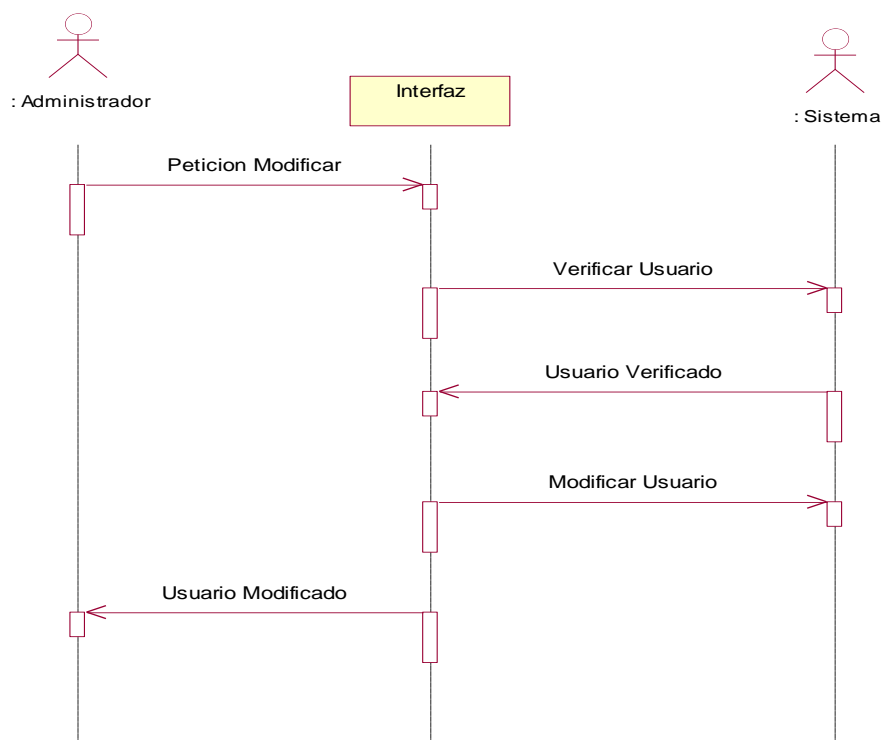 : Administrador
Interfaz
: Sistema
Peticion Modificar
Verificar Usuario
Usuario Verificado
Modificar Usuario
Usuario Modificado